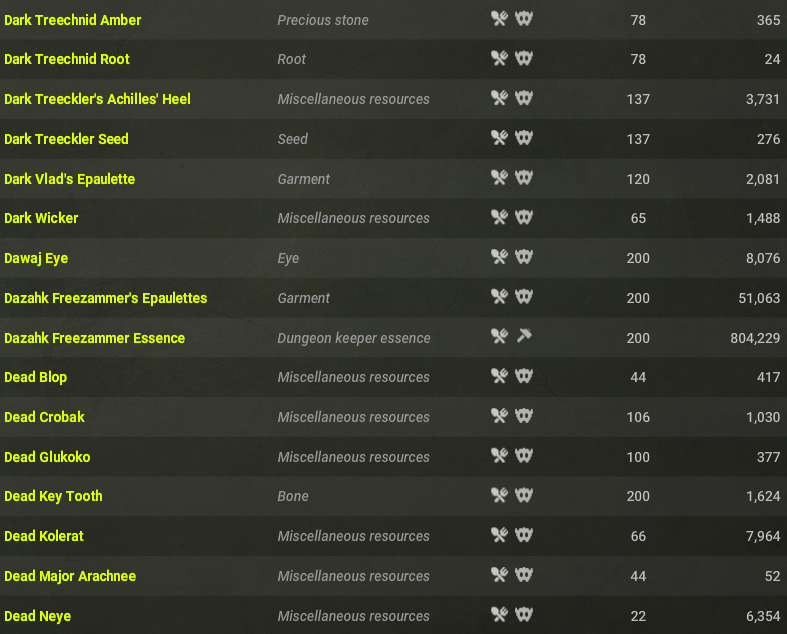 Dark Treechnid Amber Precious stone 78 365
Dark Treechnid Root Root 78 24
Dark Treeckler's Achilles' Heel Miscellaneous resources 137 3,731
Dark Treeckler Seed Seed 137 276
Dark Vlad's Epaulette Garment 120 2,081
Dark Wicker Miscellaneous resources 65 1,488
Dawaj Eye Eye 200 8,076
Dazahk Freezammer's Epaulettes Garment 200 51,063
Dazahk Freezammer Essence Dungeon keeper essence 200 804,229
Dead Blop Miscellaneous resources 44 417
Dead Crobak Miscellaneous resources 106 1,030
Dead Glukoko Miscellaneous resources 100 377
Dead Key Tooth Bone 200 1,624
Dead Kolerat Miscellaneous resources 66 7,964
Dead Major Arachnee Miscellaneous resources 44 52
Dead Neye Miscellaneous resources 22 6,354